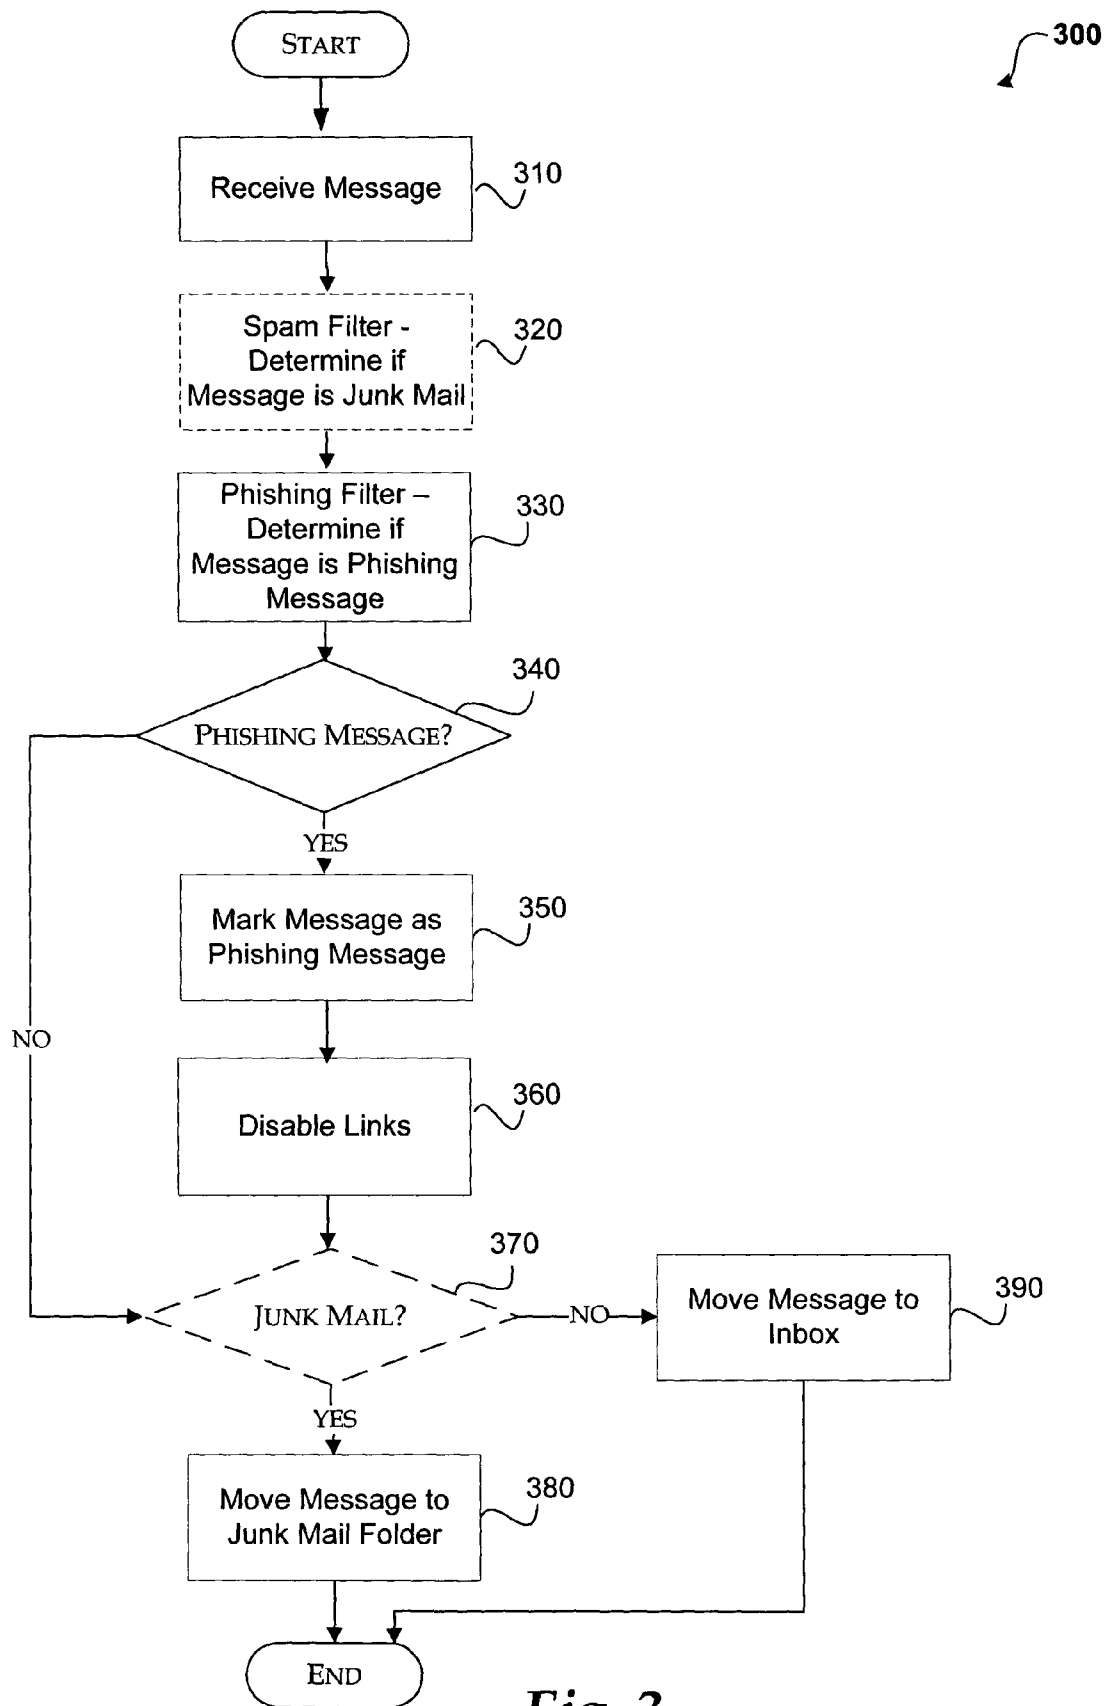 START
300
Receive Message
310
Spam Filter -
Determine if
Message is Junk Mail
320
Phishing Filter –
Determine if
Message is Phishing
Message
330
340
PHISHING MESSAGE?
YES
Mark Message as
Phishing Message
350
NO
Disable Links
360
370
JUNK MAIL?
NO
Move Message to
Inbox
390
YES
Move Message to
Junk Mail Folder
380
END